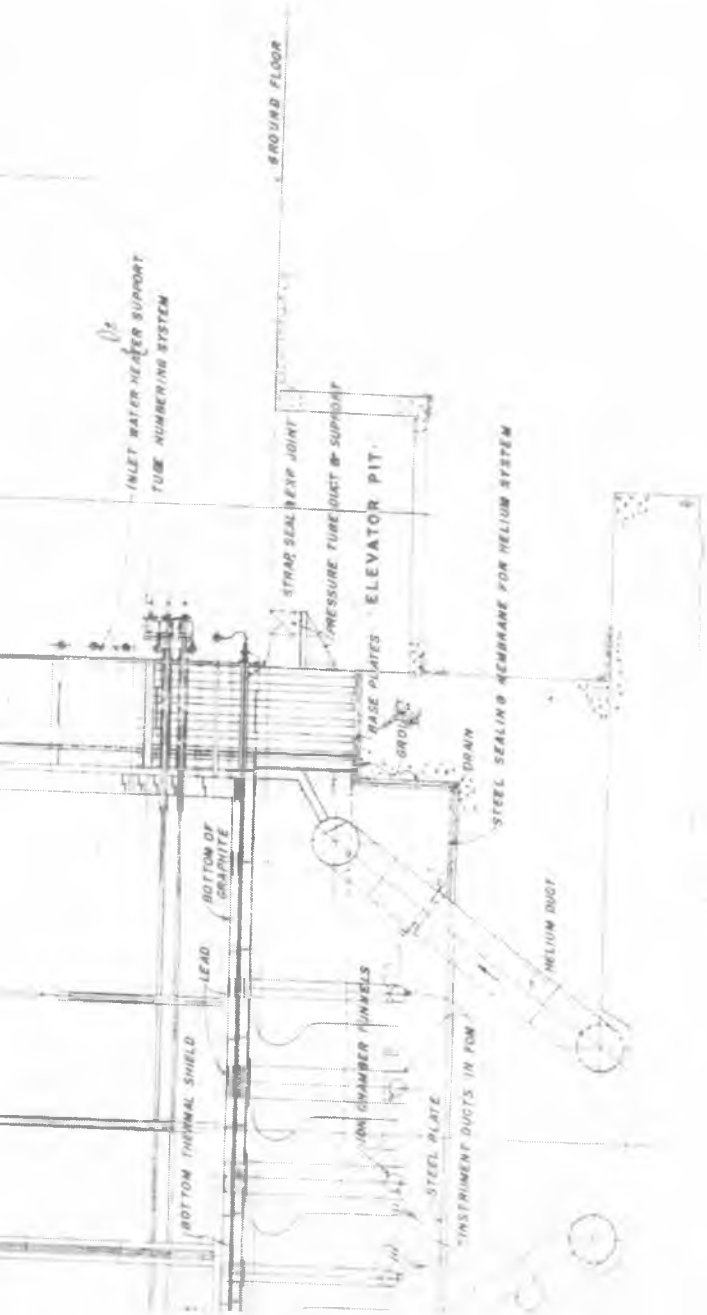 GROUND FLOOR
INLET WATER HEATER SUPPORT
TUBE NUMBERING SYSTEM
STRAP, SEAL & EXP JOINT
PRESSURE TUBE DUCT & SUPPORT
ELEVATOR PIT
BASE PLATES
GROUT
DRAIN
STEEL SEALING MEMBRANE FOR HELIUM SYSTEM
BOTTOM OF
GRAPHITE
LEAD
BOTTOM THERMAL SHIELD
HELIUM DUCT
ION CHAMBER FUNNELS
STEEL PLATE
INSTRUMENT DUCTS IN